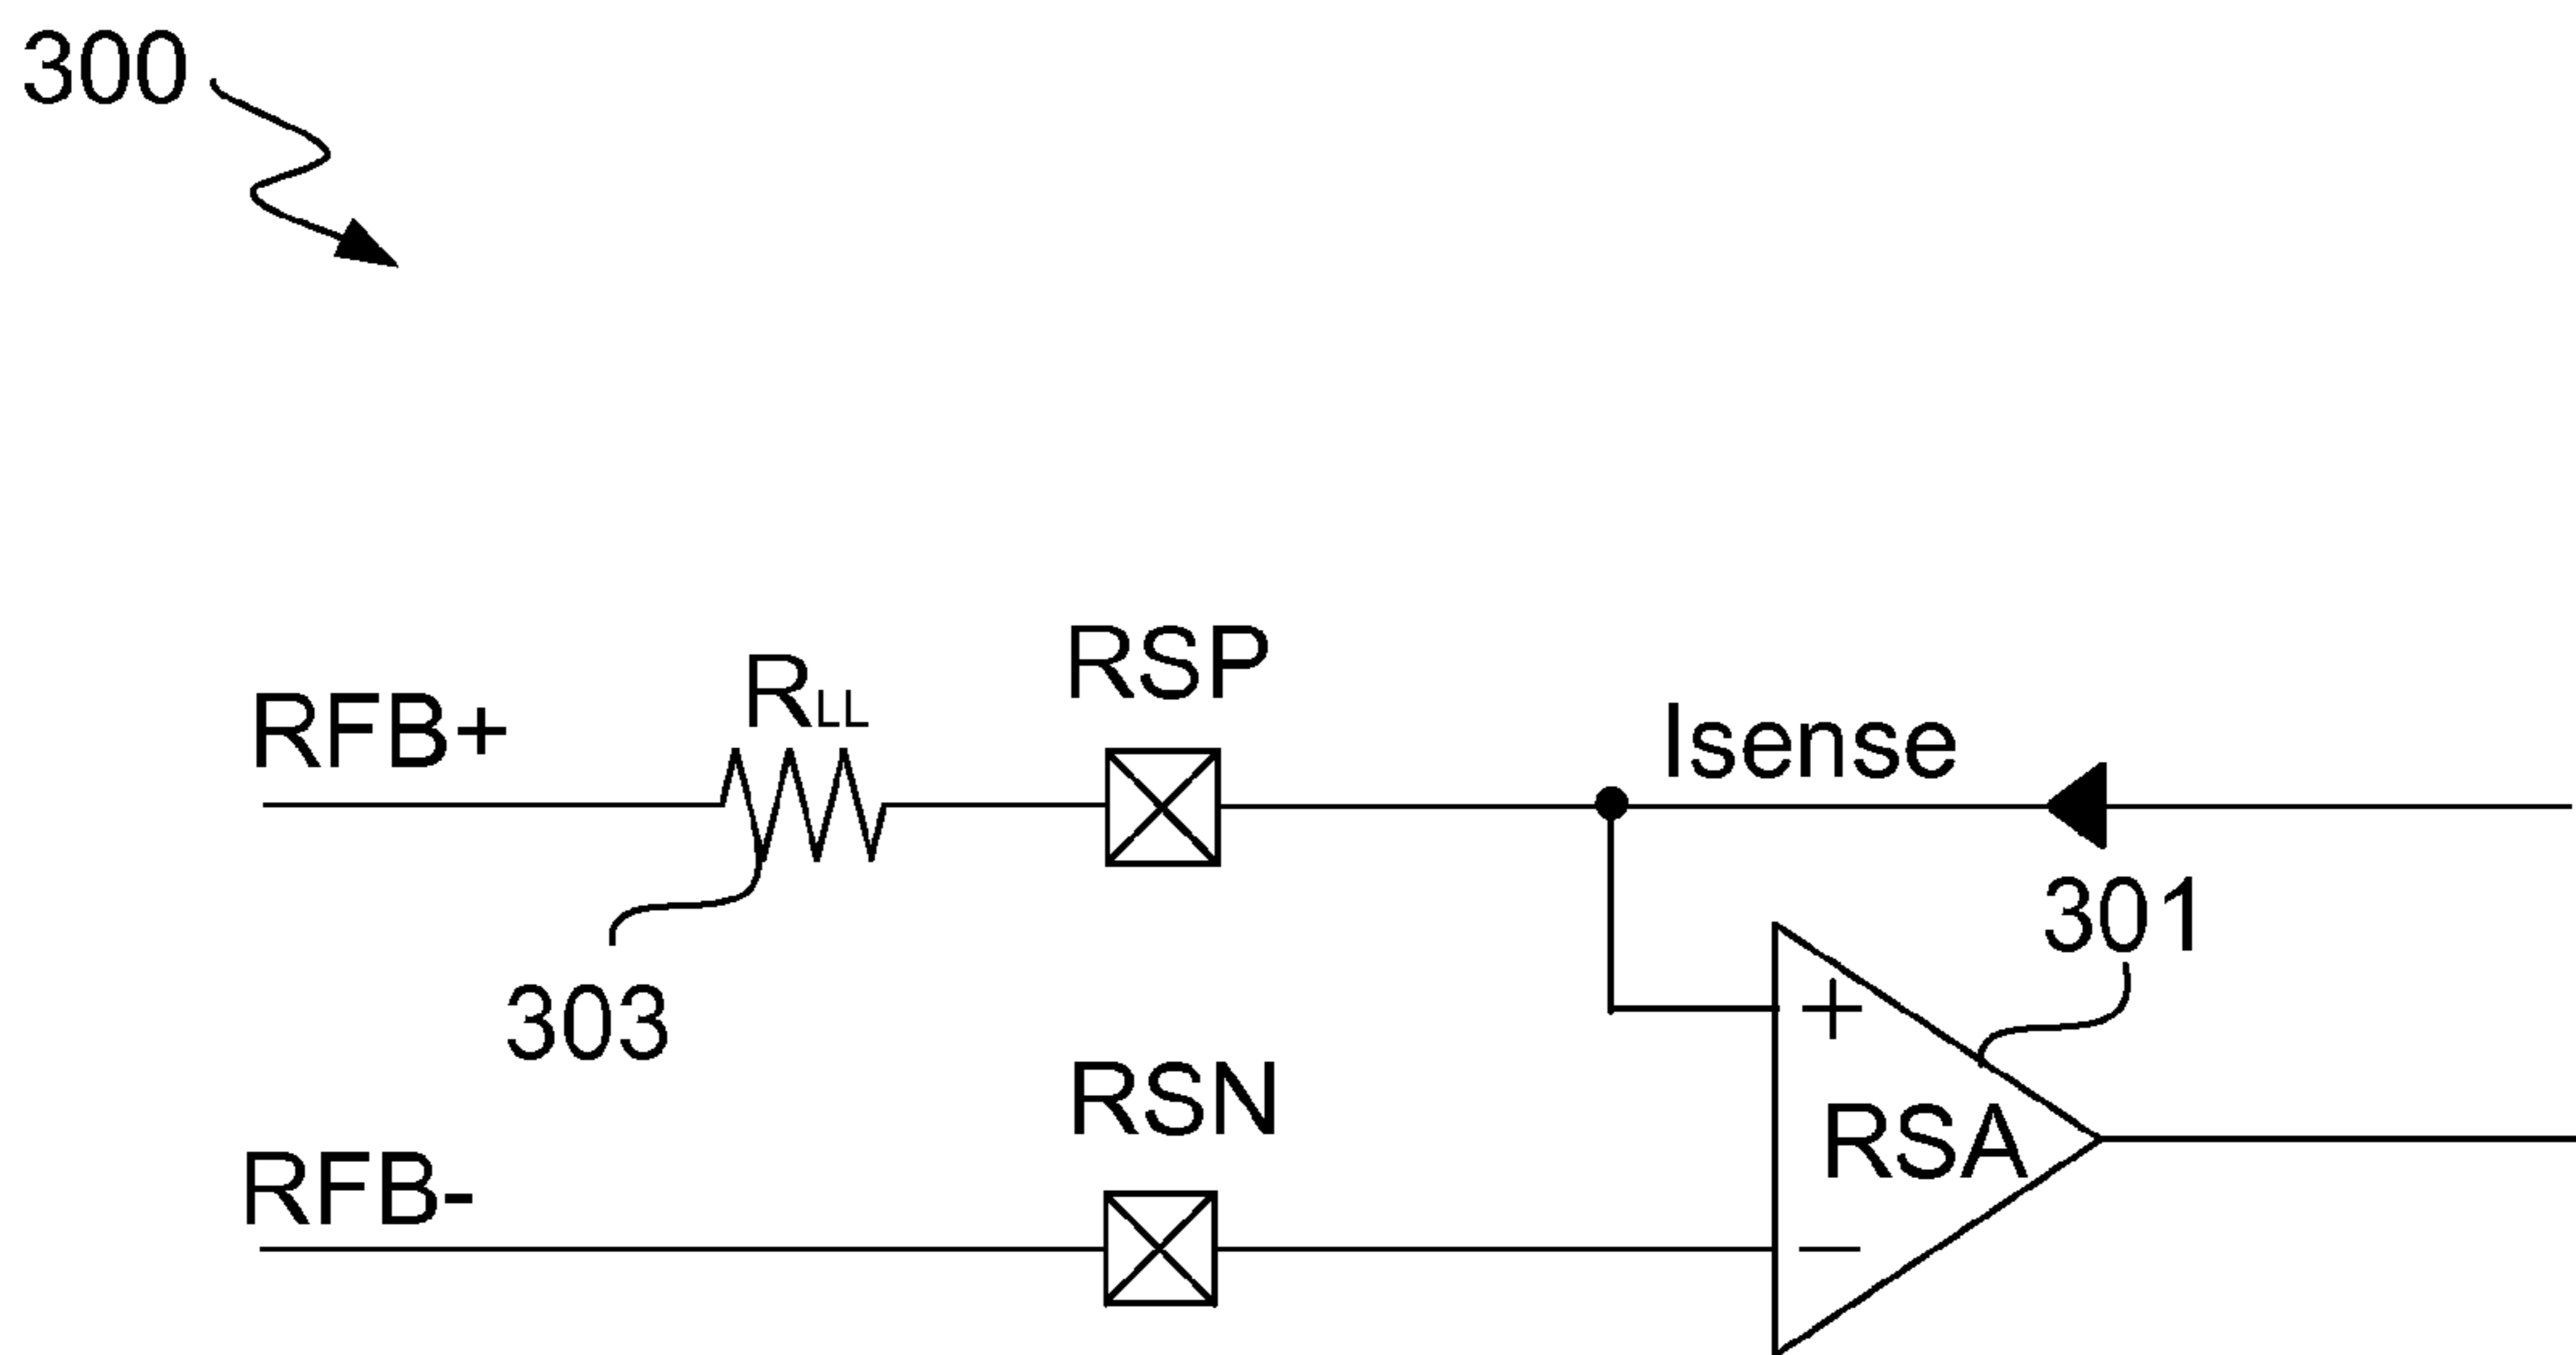 300
RSP
RLL
RFB+
Isense
301
303
+
RSN
RSA
RFB-
−